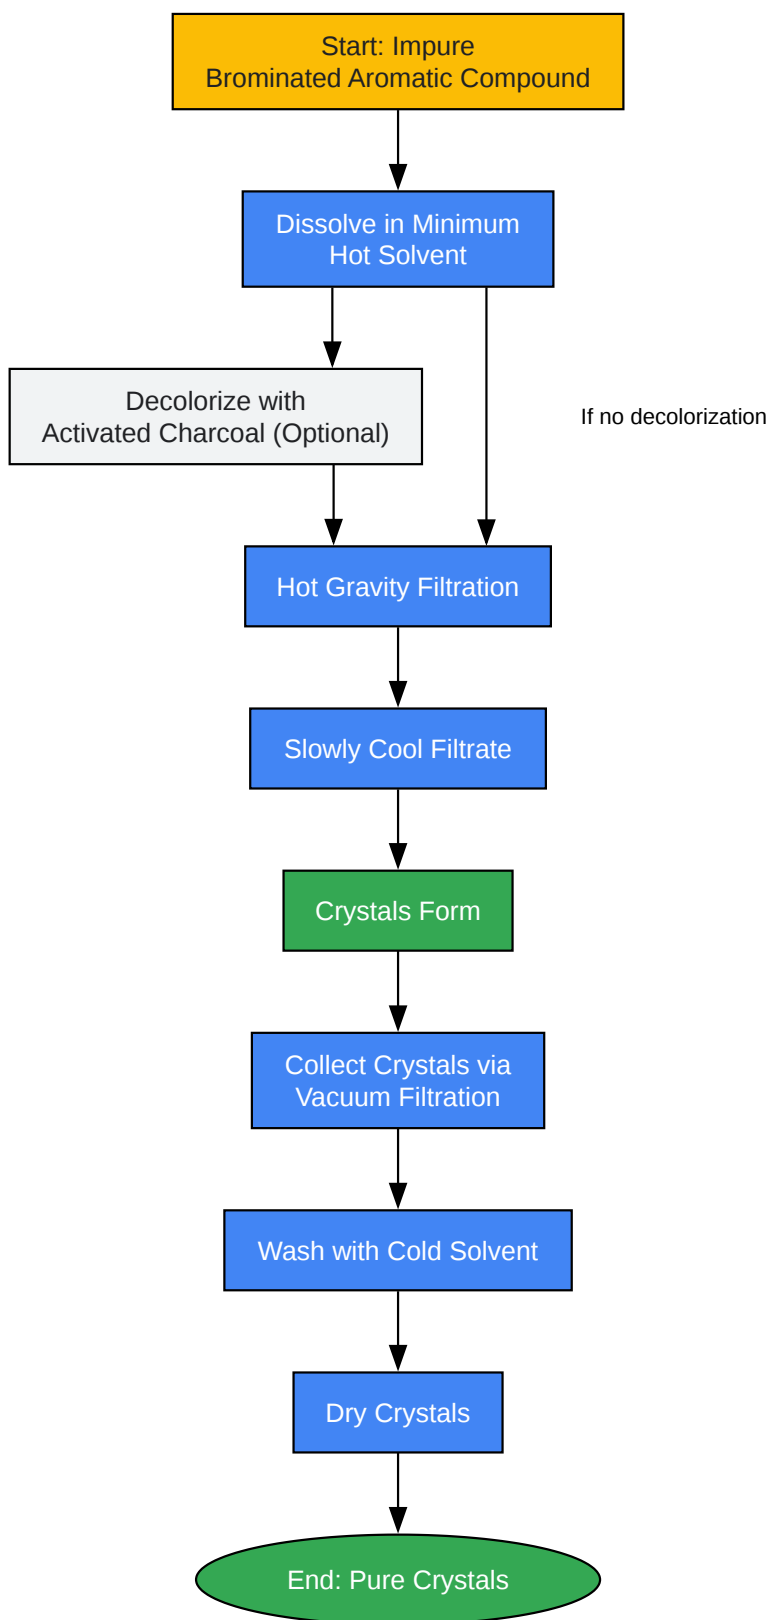 Start: Impure
Brominated Aromatic Compound
Dissolve in Minimum
Hot Solvent
Decolorize with
Activated Charcoal (Optional)
If no decolorization
Hot Gravity Filtration
Slowly Cool Filtrate
Crystals Form
Collect Crystals via
Vacuum Filtration
Wash with Cold Solvent
Dry Crystals
End: Pure Crystals